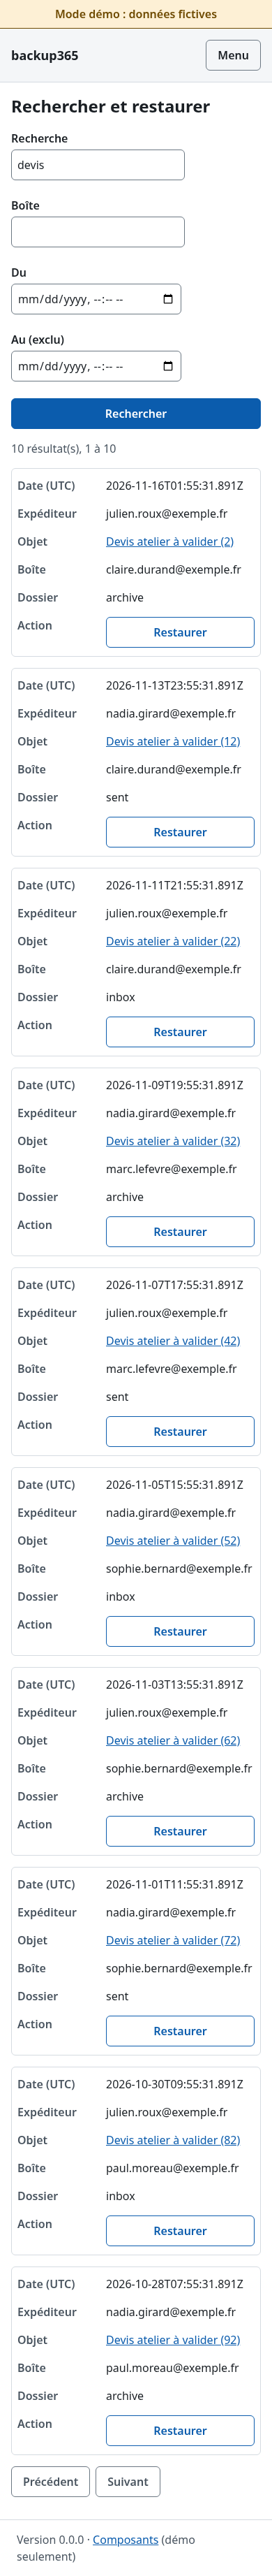 Mode démo : données fictives
backup365
Menu
Rechercher et restaurer
Recherche
devis
Boîte
Du
mm/dd/yyyy, --:-- --
Au (exclu)
mm/dd/yyyy, --:-- --
Rechercher
10 résultat(s), 1 à 10
Date (UTC) 2026-11-16T01:55:31.891Z
Expéditeur julien.roux@exemple.fr
Objet Devis atelier à valider (2)
Boîte claire.durand@exemple.fr
Dossier archive
Action Restaurer
Date (UTC) 2026-11-13T23:55:31.891Z
Expéditeur nadia.girard@exemple.fr
Objet Devis atelier à valider (12)
Boîte claire.durand@exemple.fr
Dossier sent
Action Restaurer
Date (UTC) 2026-11-11T21:55:31.891Z
Expéditeur julien.roux@exemple.fr
Objet Devis atelier à valider (22)
Boîte claire.durand@exemple.fr
Dossier inbox
Action Restaurer
Date (UTC) 2026-11-09T19:55:31.891Z
Expéditeur nadia.girard@exemple.fr
Objet Devis atelier à valider (32)
Boîte marc.lefevre@exemple.fr
Dossier archive
Action Restaurer
Date (UTC) 2026-11-07T17:55:31.891Z
Expéditeur julien.roux@exemple.fr
Objet Devis atelier à valider (42)
Boîte marc.lefevre@exemple.fr
Dossier sent
Action Restaurer
Date (UTC) 2026-11-05T15:55:31.891Z
Expéditeur nadia.girard@exemple.fr
Objet Devis atelier à valider (52)
Boîte sophie.bernard@exemple.fr
Dossier inbox
Action Restaurer
Date (UTC) 2026-11-03T13:55:31.891Z
Expéditeur julien.roux@exemple.fr
Objet Devis atelier à valider (62)
Boîte sophie.bernard@exemple.fr
Dossier archive
Action Restaurer
Date (UTC) 2026-11-01T11:55:31.891Z
Expéditeur nadia.girard@exemple.fr
Objet Devis atelier à valider (72)
Boîte sophie.bernard@exemple.fr
Dossier sent
Action Restaurer
Date (UTC) 2026-10-30T09:55:31.891Z
Expéditeur julien.roux@exemple.fr
Objet Devis atelier à valider (82)
Boîte paul.moreau@exemple.fr
Dossier inbox
Action Restaurer
Date (UTC) 2026-10-28T07:55:31.891Z
Expéditeur nadia.girard@exemple.fr
Objet Devis atelier à valider (92)
Boîte paul.moreau@exemple.fr
Dossier archive
Action Restaurer
Précédent Suivant
Version 0.0.0 · Composants (démo
seulement)